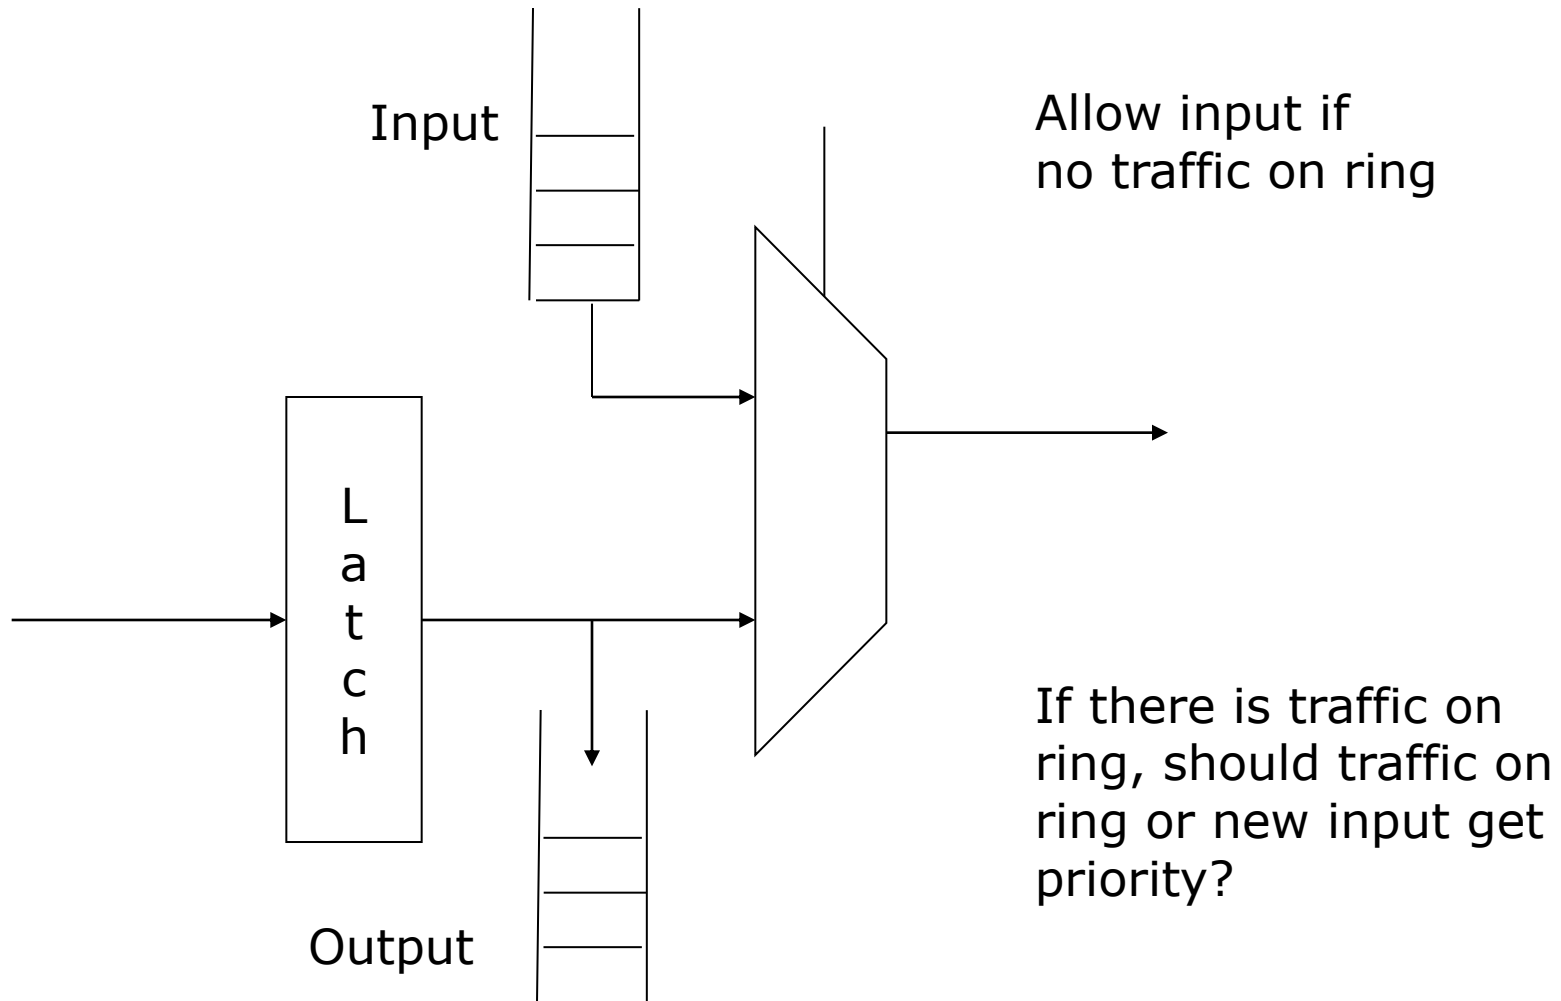 Input
Allow input if
no traffic on ring
L
a
t
c
h
If there is traffic on
ring, should traffic on
ring or new input get
priority?
Output